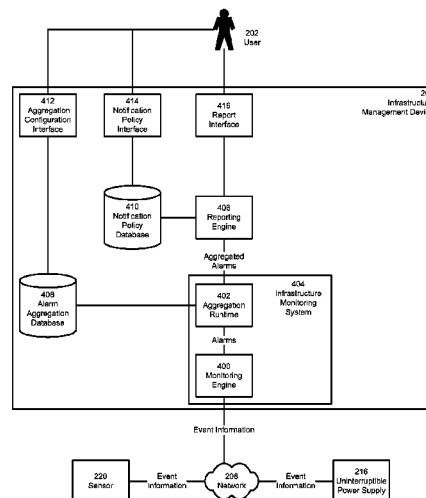 202
User
412
Aggregation
Configuration
Interface
414
Notification
Policy
Interface
416
Report
Interface
Infrastructu
Management Devi
410
Notification
Policy
Database
406
Reporting
Engine
Aggregated
Alarms
408
Alarm
Aggregation
Database
402
Aggregation
Runtime
404
Infrastructure
Monitoring
System
Alarms
400
Monitoring
Engine
Event Information
220
Sensor
Event
Information
206
Network
Event
Information
216
Uninterruptible
Power Supply